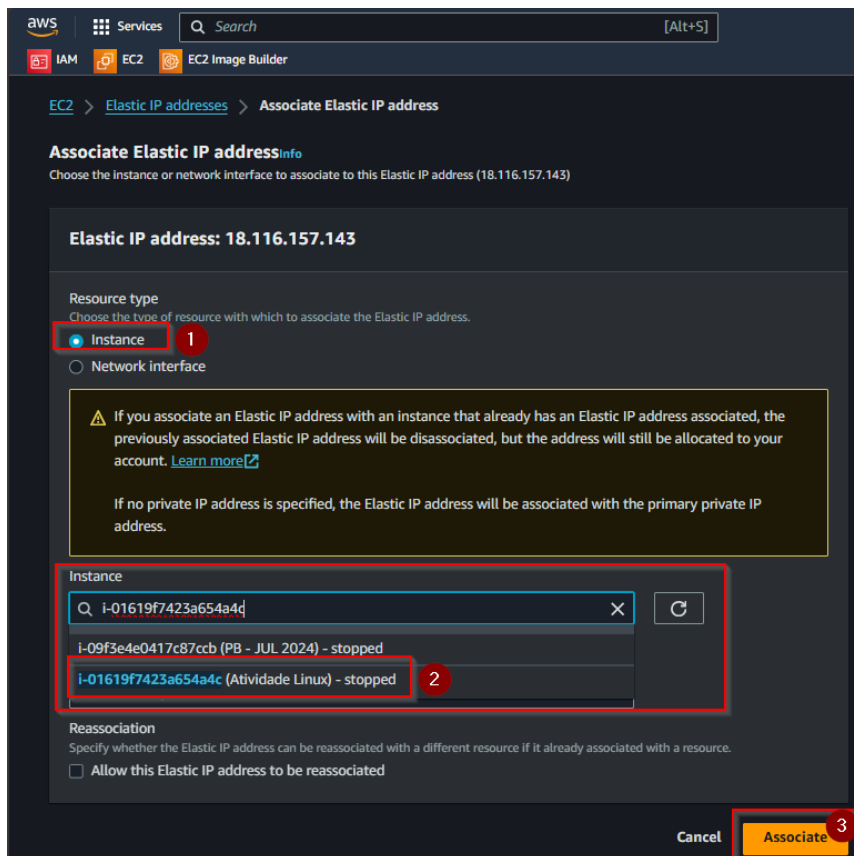 aws
Services
Search
[Alt+S]
IAM
EC2
EC2 Image Builder
EC2 > Elastic IP addresses > Associate Elastic IP address
Associate Elastic IP address Info
Choose the instance or network interface to associate to this Elastic IP address (18.116.157.143)
Elastic IP address: 18.116.157.143
Resource type
Choose the type of resource with which to associate the Elastic IP address.
Instance
1
Network interface
If you associate an Elastic IP address with an instance that already has an Elastic IP address associated, the
previously associated Elastic IP address will be disassociated, but the address will still be allocated to your
account. Learn more
If no private IP address is specified, the Elastic IP address will be associated with the primary private IP
address.
Instance
i-01619f7423a654a4c
i-09f3e4e0417c87ccb (PB - JUL 2024) - stopped
i-01619f7423a654a4c (Atividade Linux) - stopped
2
Reassociation
Specify whether the Elastic IP address can be reassociated with a different resource if it already associated with a resource.
Allow this Elastic IP address to be reassociated
Cancel
Associate
3